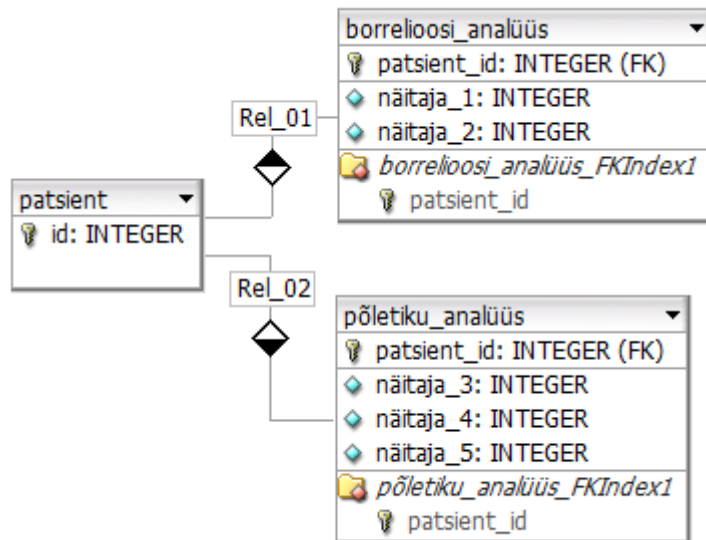 borrelioosi_analüüs
patsient_id: INTEGER (FK)
näitaja_1: INTEGER
näitaja_2: INTEGER
borrelioosi_analüüs_FKIndex1
patsient_id
Rel_01
patsient
id: INTEGER
Rel_02
põletiku_analüüs
patsient_id: INTEGER (FK)
näitaja_3: INTEGER
näitaja_4: INTEGER
näitaja_5: INTEGER
põletiku_analüüs_FKIndex1
patsient_id